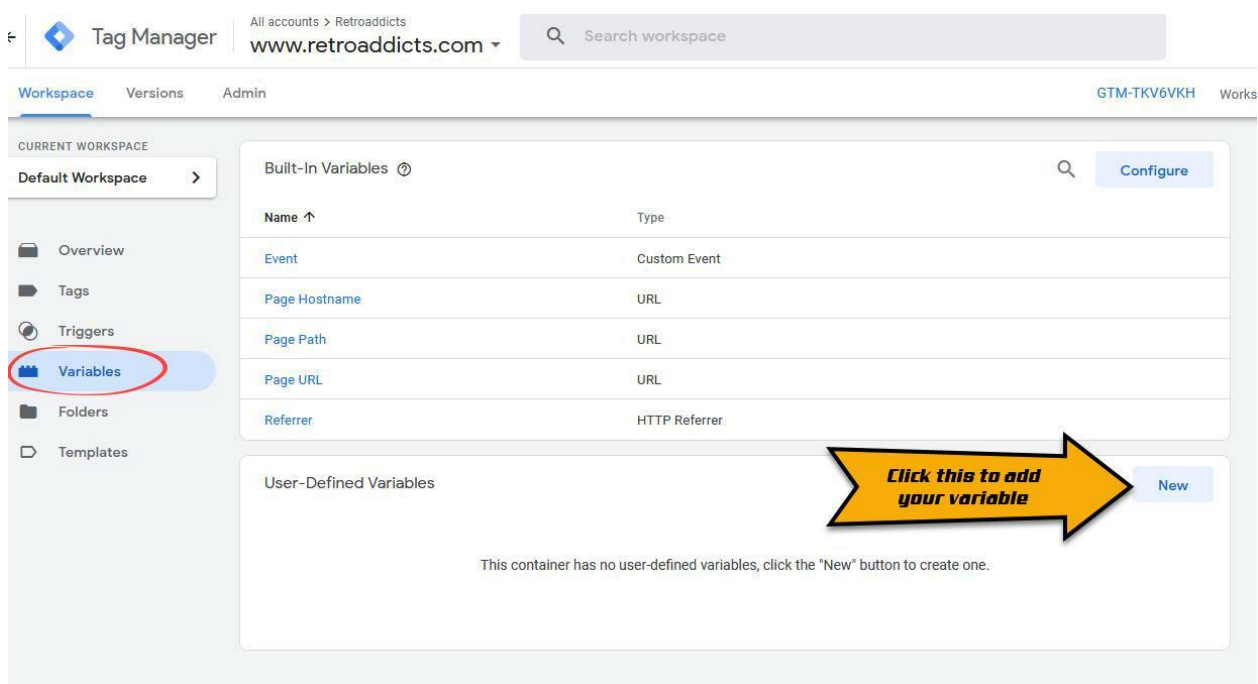 Tag Manager
All accounts > Retroaddicts
www.retroaddicts.com
Search workspace
Workspace Versions Admin
GTM-TKV6VKH Works
CURRENT WORKSPACE
Default Workspace >
Overview
Tags
Triggers
Variables
Folders
Templates
Built-In Variables
Configure
Name ↑ Type
Event Custom Event
Page Hostname URL
Page Path URL
Page URL URL
Referrer HTTP Referrer
User-Defined Variables
Click this to add
your variable
New
This container has no user-defined variables, click the "New" button to create one.